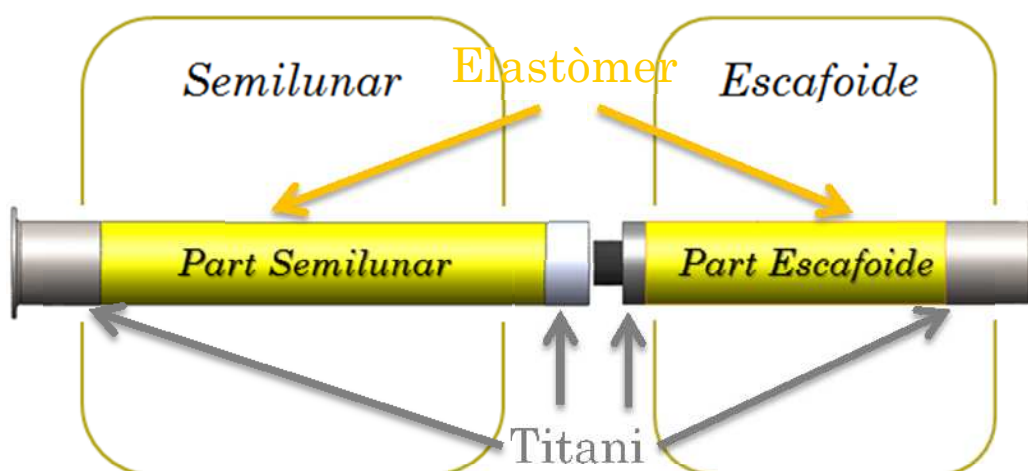 Semilunar
Elastòmer
Escafoide
Part Semilunar
Part Escafoide
Titani